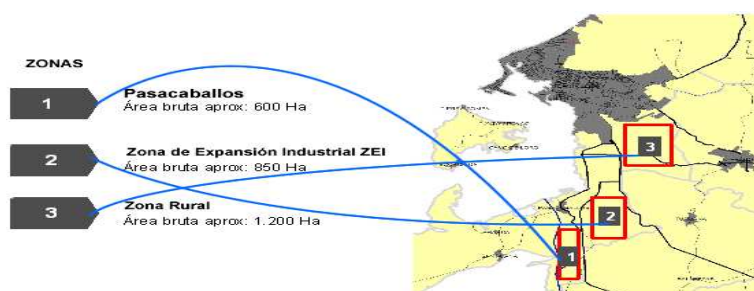 ZONAS
1
Pasacaballos
Área bruta aprox: 600 Ha
2
Zona de Expansión Industrial ZEI
Área bruta aprox: 850 Ha
3
Zona Rural
Área bruta aprox: 1.200 Ha
3
2
1